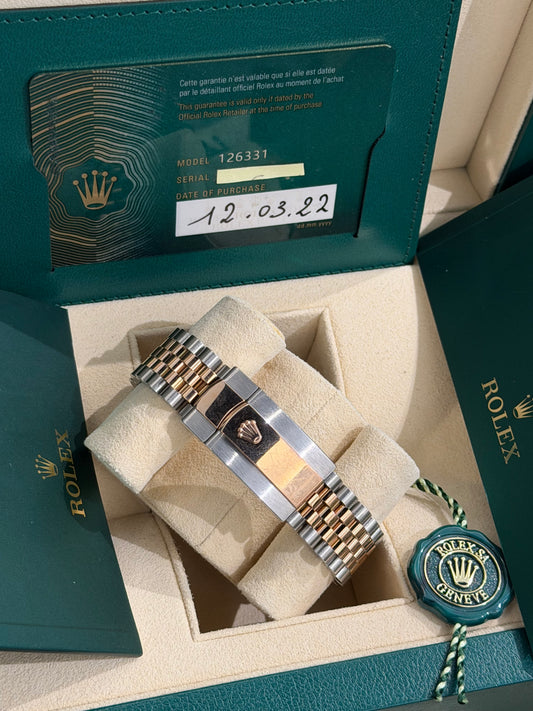 Cette garantie n'est valable que si elle est datée
par le détaillant officiel Rolex au moment de l'achat
This guarantee is valid only if dated by the
Official Rolex Retailer at the time of purchase
MODEL 126331
SERIAL
DATE OF PURCHASE
12.03.22
dd mm yyyy
ROLEX
ROLEX
ROLEX SA
GENEVE